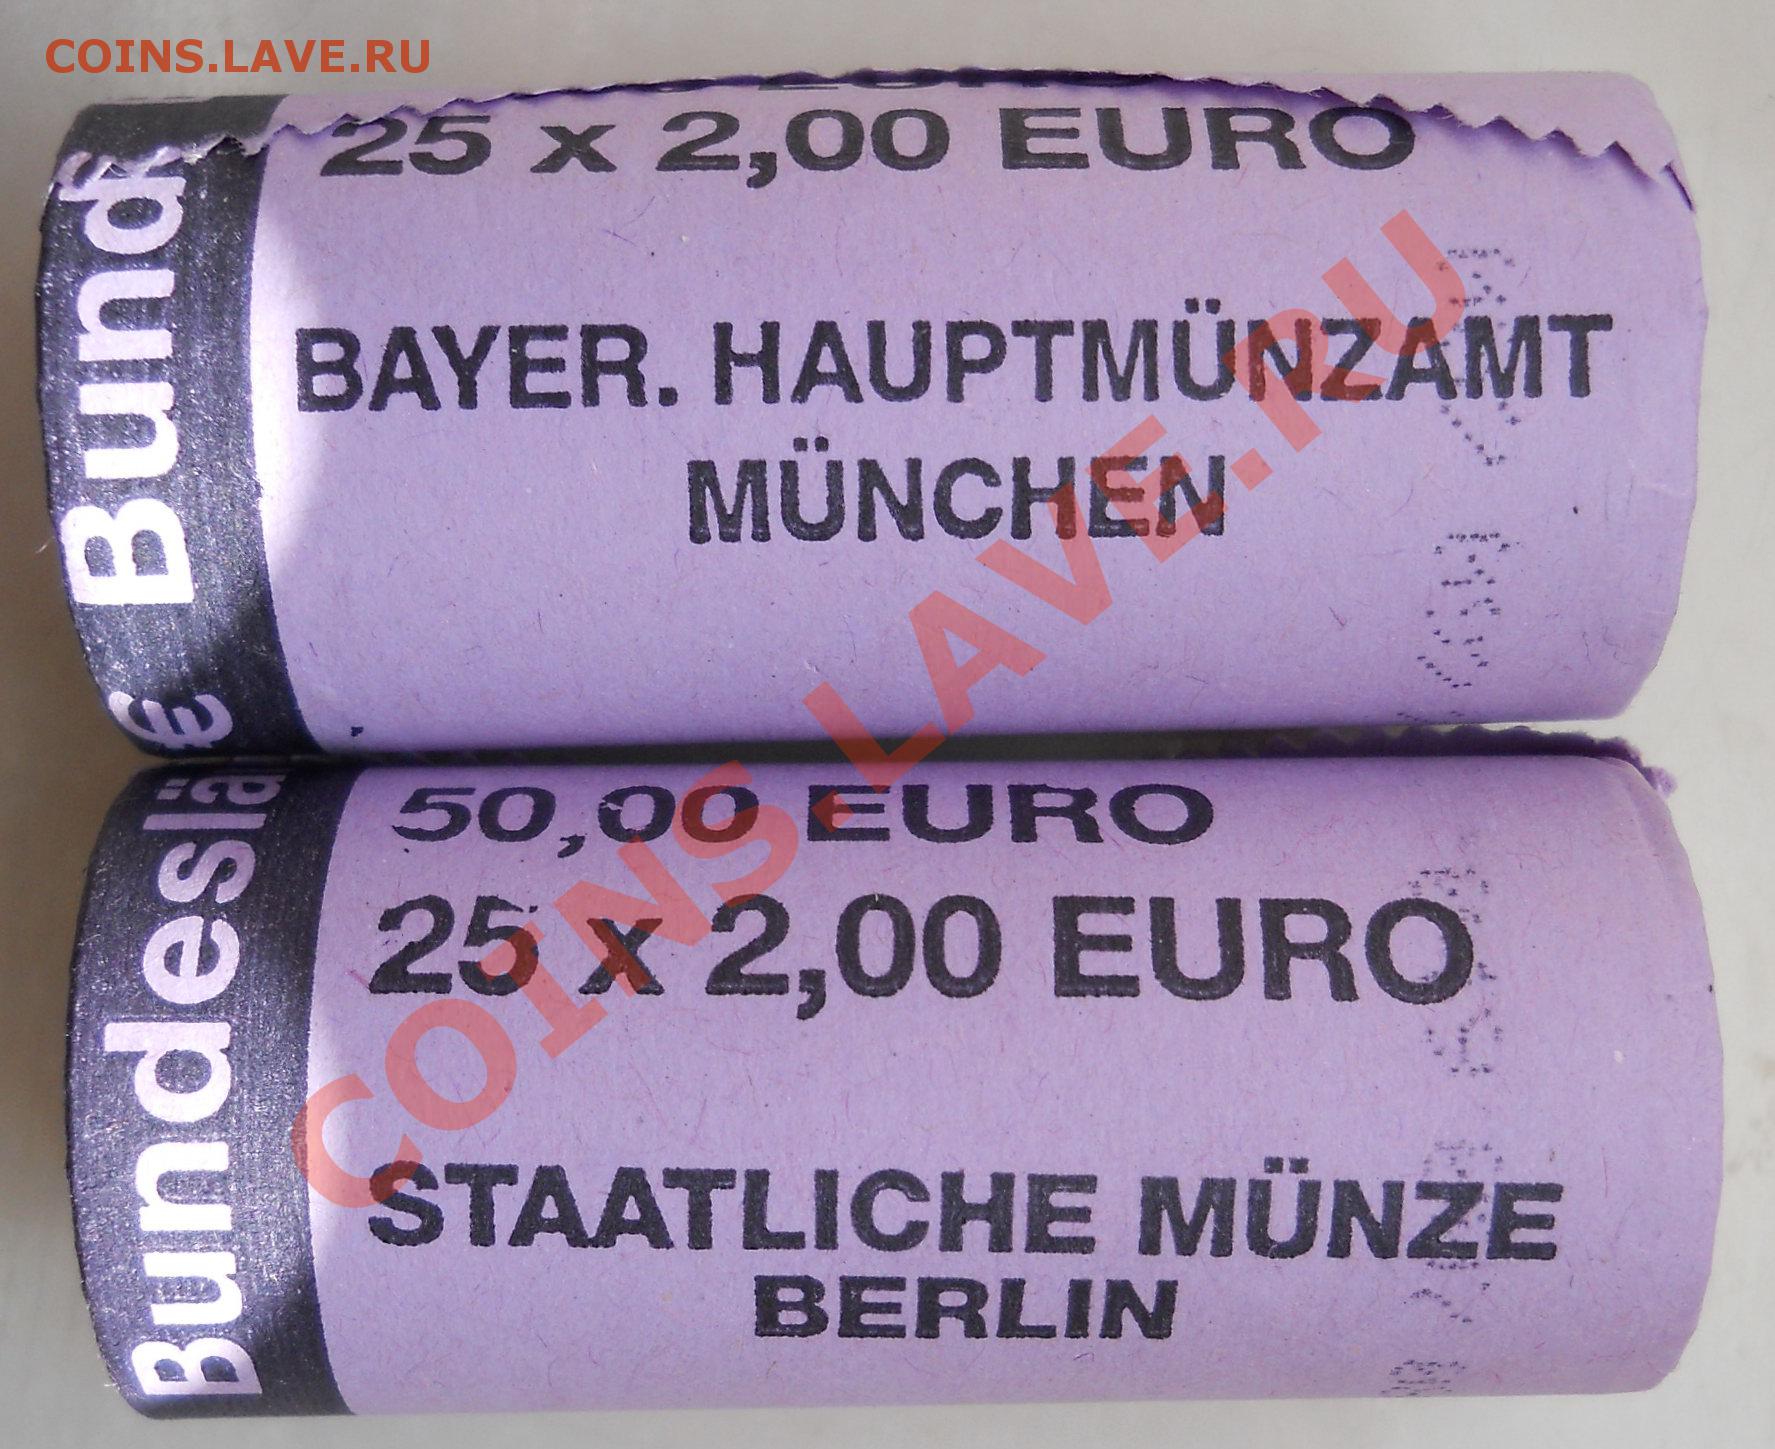 COINS.LAVE.RU
25 x 2,00 EURO
BAYER. HAUPTMÜNZAMT
MÜNCHEN
€ Bund
50,00 EURO
25 x 2,00 EURO
STAATLICHE MÜNZE
BERLIN
Bundeslä
COINS.LAVE.RU